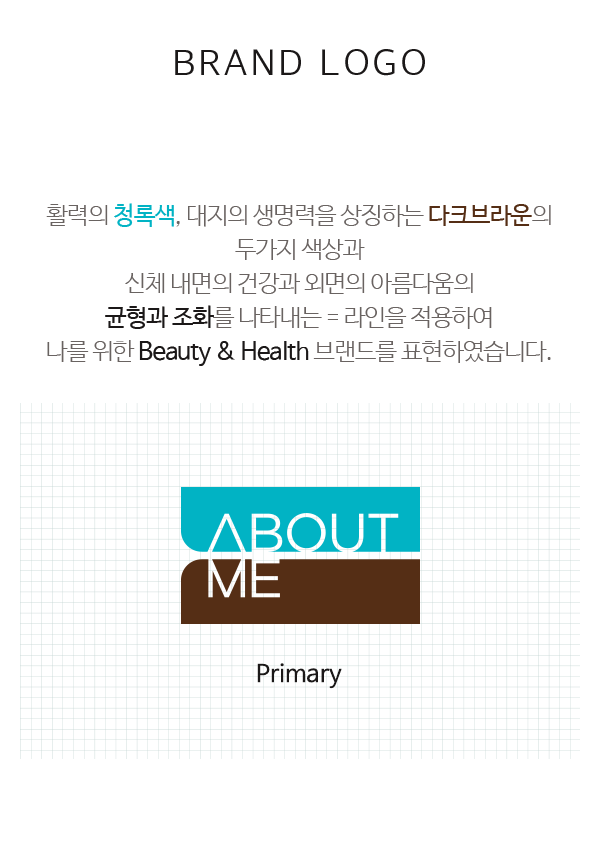 BRAND LOGO
활력의 청록색, 대지의 생명력을 상징하는 다크브라운의
두가지 색상과
신체 내면의 건강과 외면의 아름다움의
균형과 조화를 나타내는 = 라인을 적용하여
나를 위한 Beauty & Health 브랜드를 표현하였습니다.
ABOUT
ME
Primary